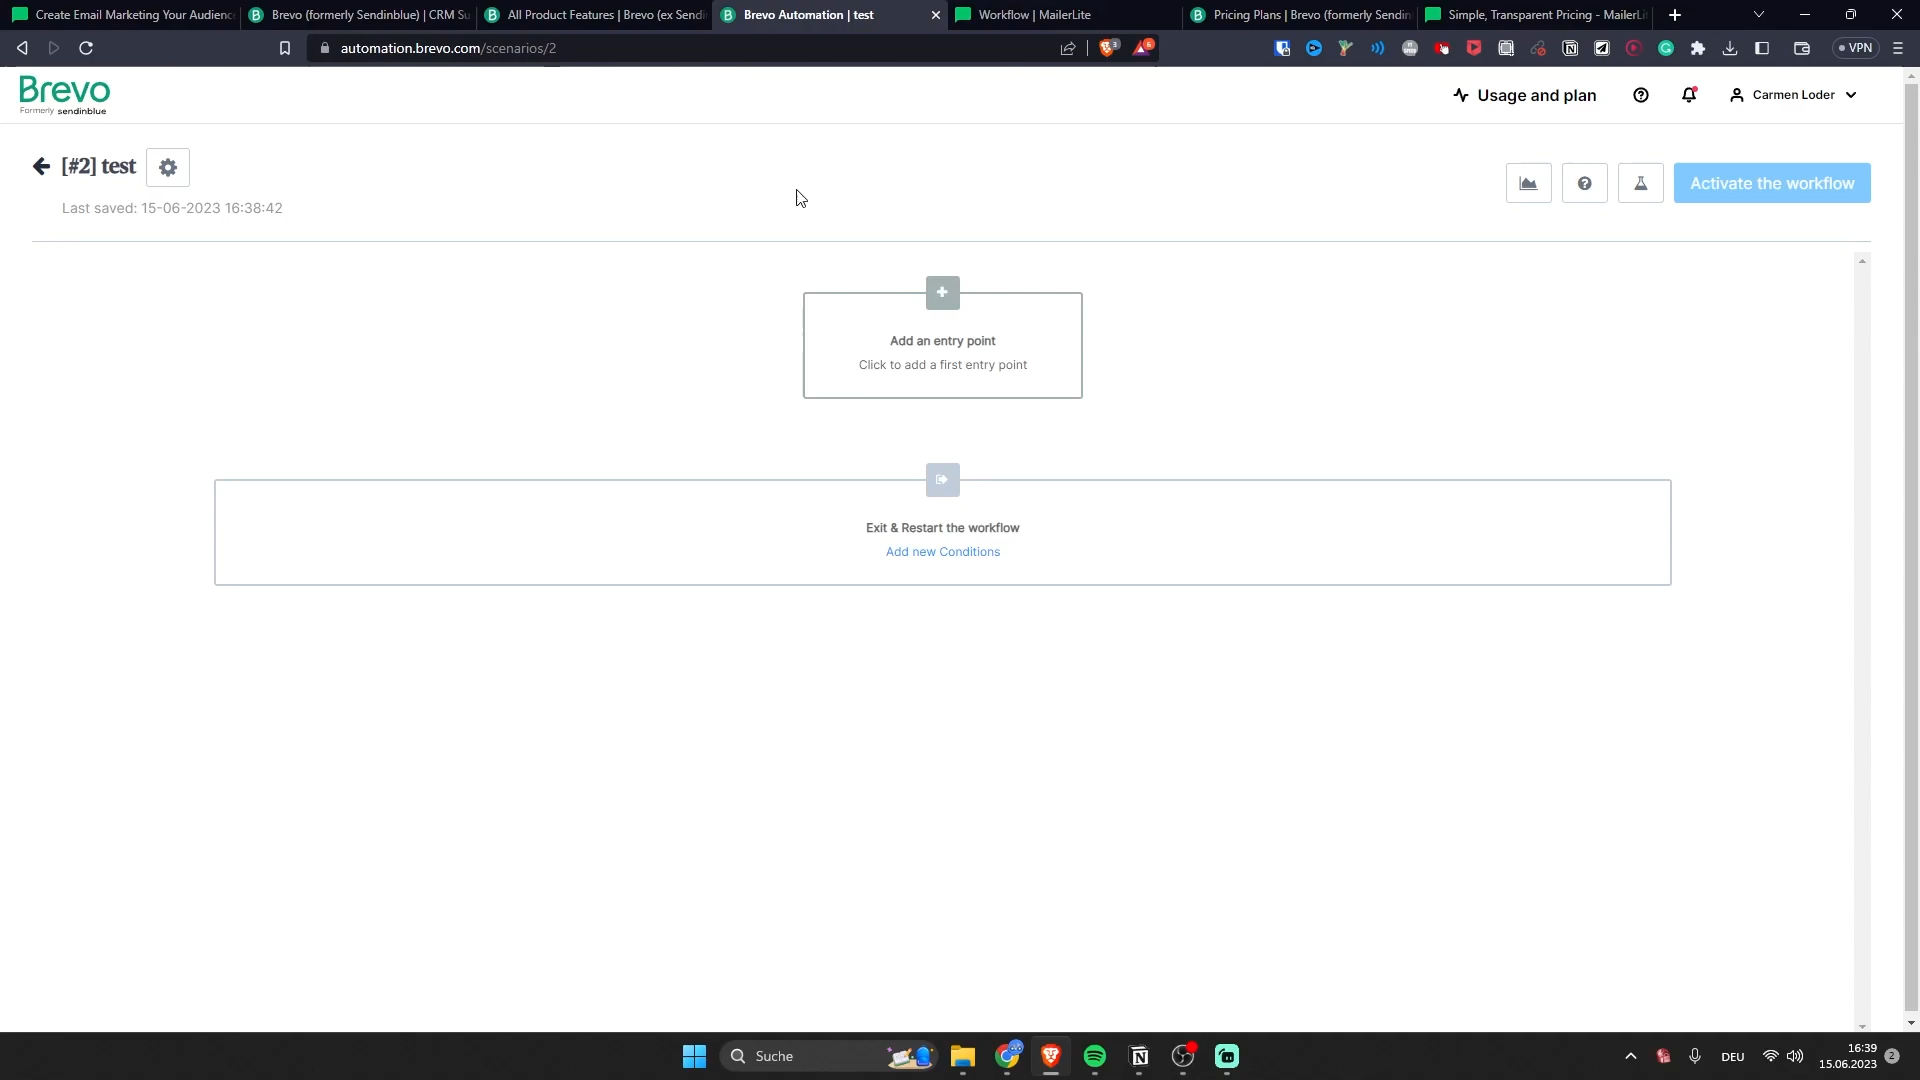 Create Email Marketing Your Audienc
Brevo (formerly Sendinblue) | CRM Su
All Product Features | Brevo (ex Sendi
Brevo Automation | test
Workflow | MailerLite
Pricing Plans | Brevo (formerly Sendin
Simple, Transparent Pricing - MailerLi
automation.brevo.com/scenarios/2
VPN
Brevo
Formerly sendinblue
Usage and plan
Carmen Loder
[#2] test
Last saved: 15-06-2023 16:38:42
Activate the workflow
Add an entry point
Click to add a first entry point
Exit & Restart the workflow
Add new Conditions
Suche
DEU
16:39
15.06.2023
2